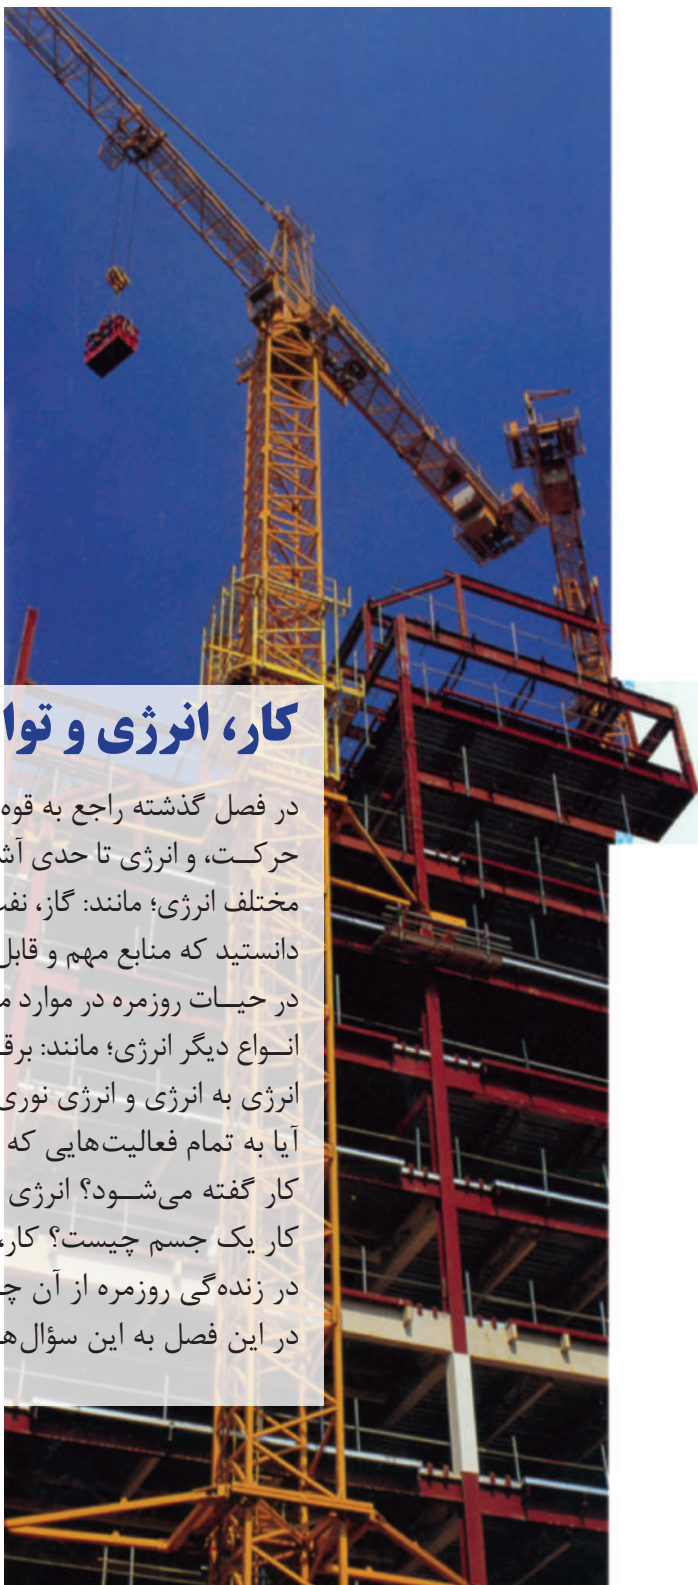 کار، انرژی و توا
در فصل گذشته راجع به قوه
حرکت، و انرژی تا حدی آش
مختلف انرژی؛ مانند: گاز، نفت
دانستید که منابع مهم و قابل
در حیات روزمره در موارد م
انواع دیگر انرژی؛ مانند: برق
انرژی به انرژی و انرژی نوری
آیا به تمام فعالیت‌هایی که
کار گفته می‌شود؟ انرژی
کار یک جسم چیست؟ کار،
در زنده‌گی روزمره از آن چ
در این فصل به این سؤال‌ه